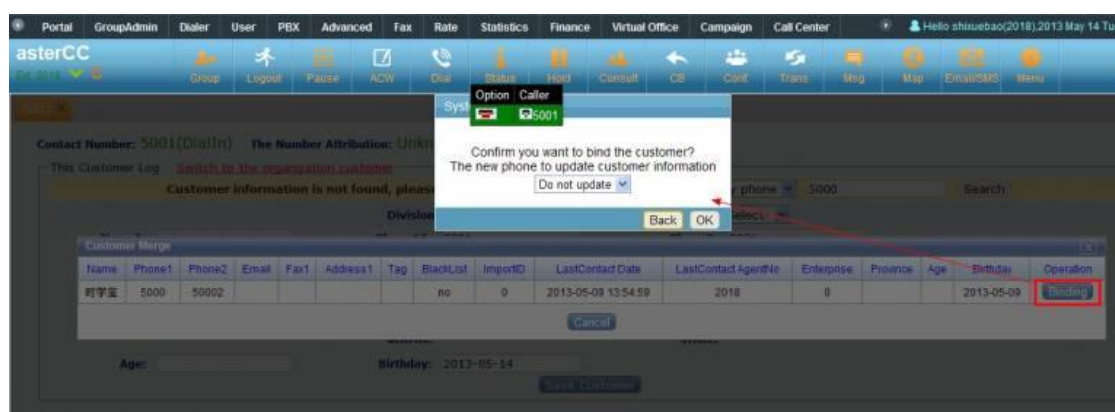 Portal GroupAdmin Dialer User PBX Advanced Fax Rate Statistics Finance Virtual Office Campaign Call Center Hello shixuebao(2018),2013 May 14 Tu
asterCC
Group Logout Pause ACW Dial Status Hold Consult CB Conf Trans. Msg Map Email/SMS Menu
Option Caller
5001
Syst
Contact Number: 5001(DialIn) The Number Attribution: Unkn
Confirm you want to bind the customer?
The new phone to update customer information
This Customer Log Switch to the organization customer
Do not update
Customer information is not found, pleas
y phone 5000 Search
Division
Select
Back OK
Customer Merge
Name Phone1 Phone2 Email Fax1 Address1 Tag BlackList ImportID LastContact Date LastContact AgentNo Enterprise Province Age Birthday Operation
时学宝 5000 50002 no 0 2013-05-09 13:54:59 2018 0 2013-05-09 Binding
Cancel
Age: Birthday: 2013-05-14
Save Customer